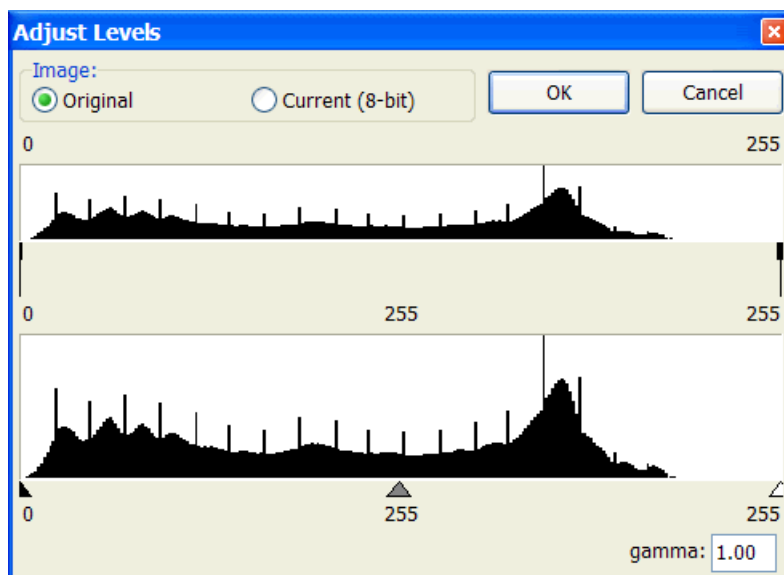 Adjust Levels
Image:
Original Current (8-bit) OK Cancel
0 255
0 255 255
0 255 255
gamma: 1.00